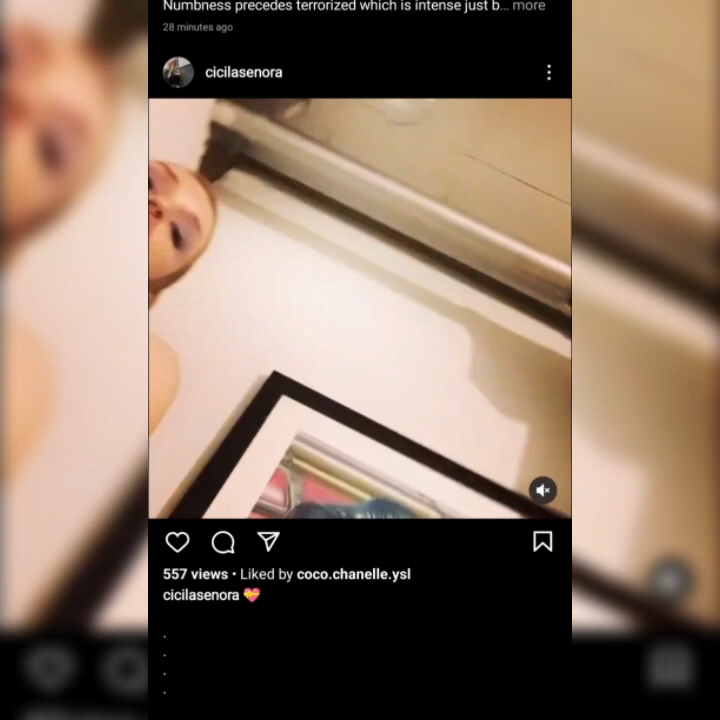 Numbness precedes terrorized which is intense just b... more
28 minutes ago
cicilasenora
557 views • Liked by coco.chanelle.ysl
cicilasenora 💝
.
.
.
.